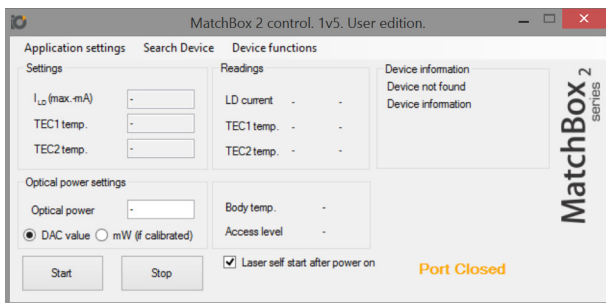 MatchBox 2 control. 1v5. User edition.
Application settings Search Device Device functions
Settings
I_LD (max.-mA) -
TEC1 temp. -
TEC2 temp. -
Readings
LD current - -
TEC1 temp. - -
TEC2 temp. - -
Device information
Device not found
Device information
MatchBox 2
series
Optical power settings
Optical power -
DAC value mW (if calibrated)
Body temp. -
Access level -
Start Stop
Laser self start after power on
Port Closed